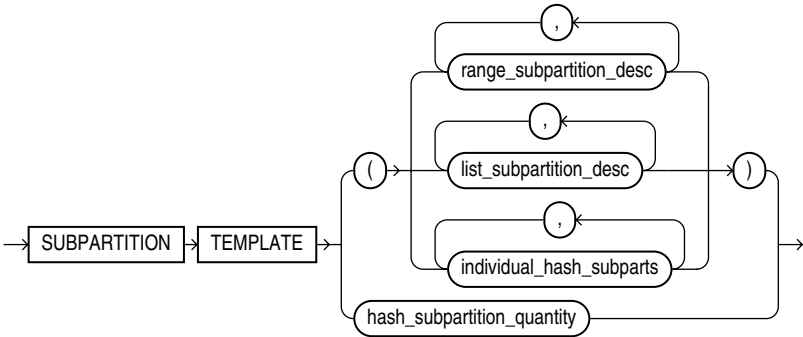 ,
range_subpartition_desc
,
( list_subpartition_desc )
SUBPARTITION TEMPLATE
,
individual_hash_subparts
hash_subpartition_quantity